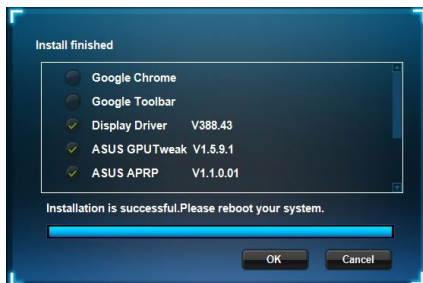 Install finished
Google Chrome
Google Toolbar
Display Driver V388.43
ASUS GPUTweak V1.5.9.1
ASUS APRP V1.1.0.01
Installation is successful.Please reboot your system.
OK Cancel